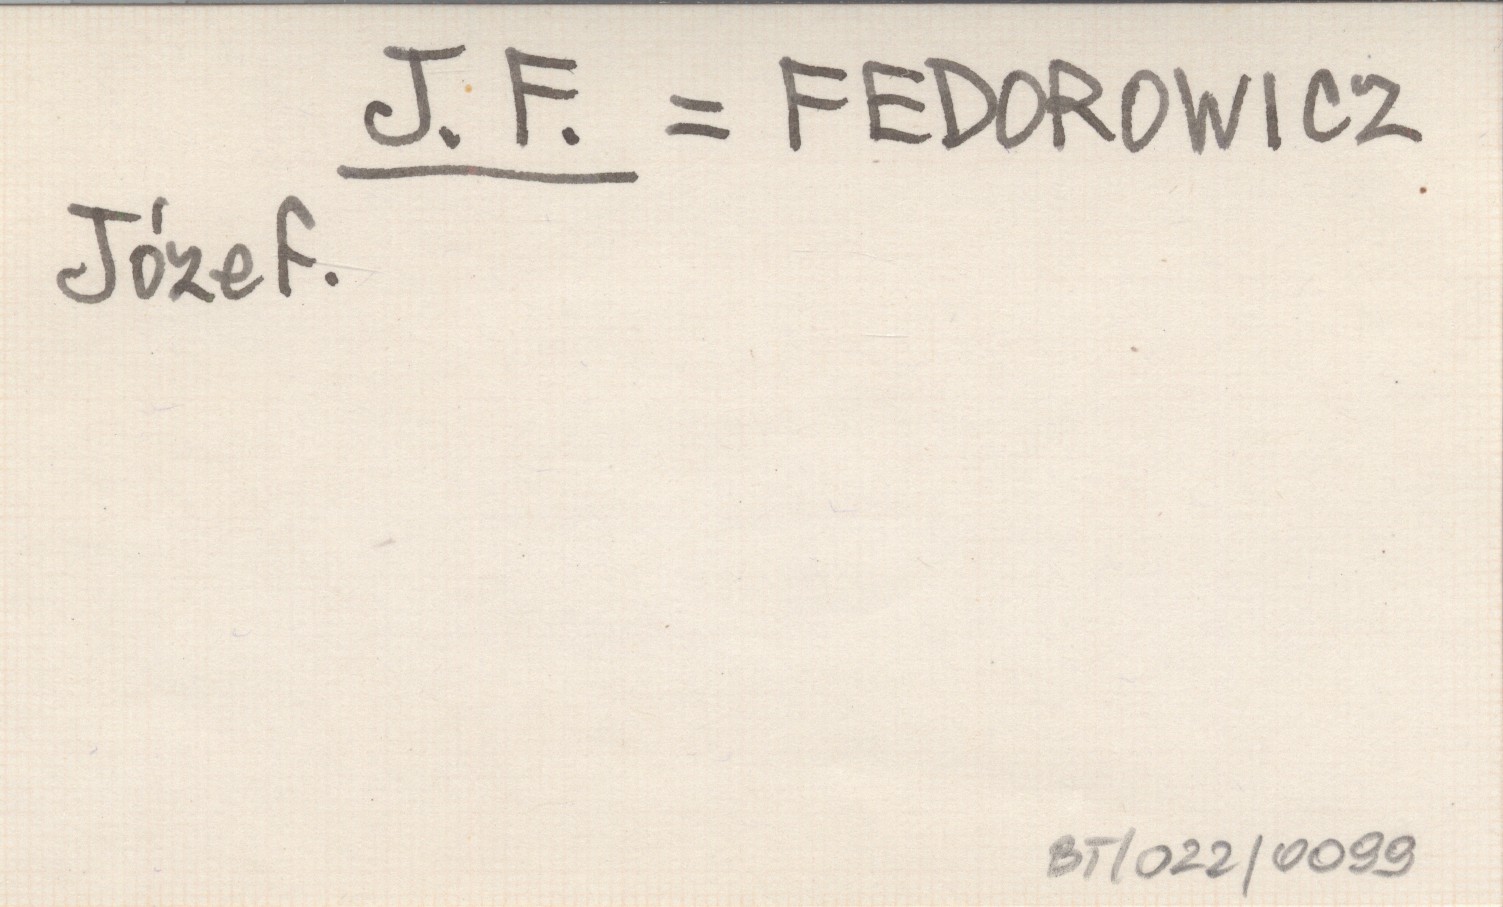 J. F. = FEDOROWICZ
Józef.
BT/022/0099